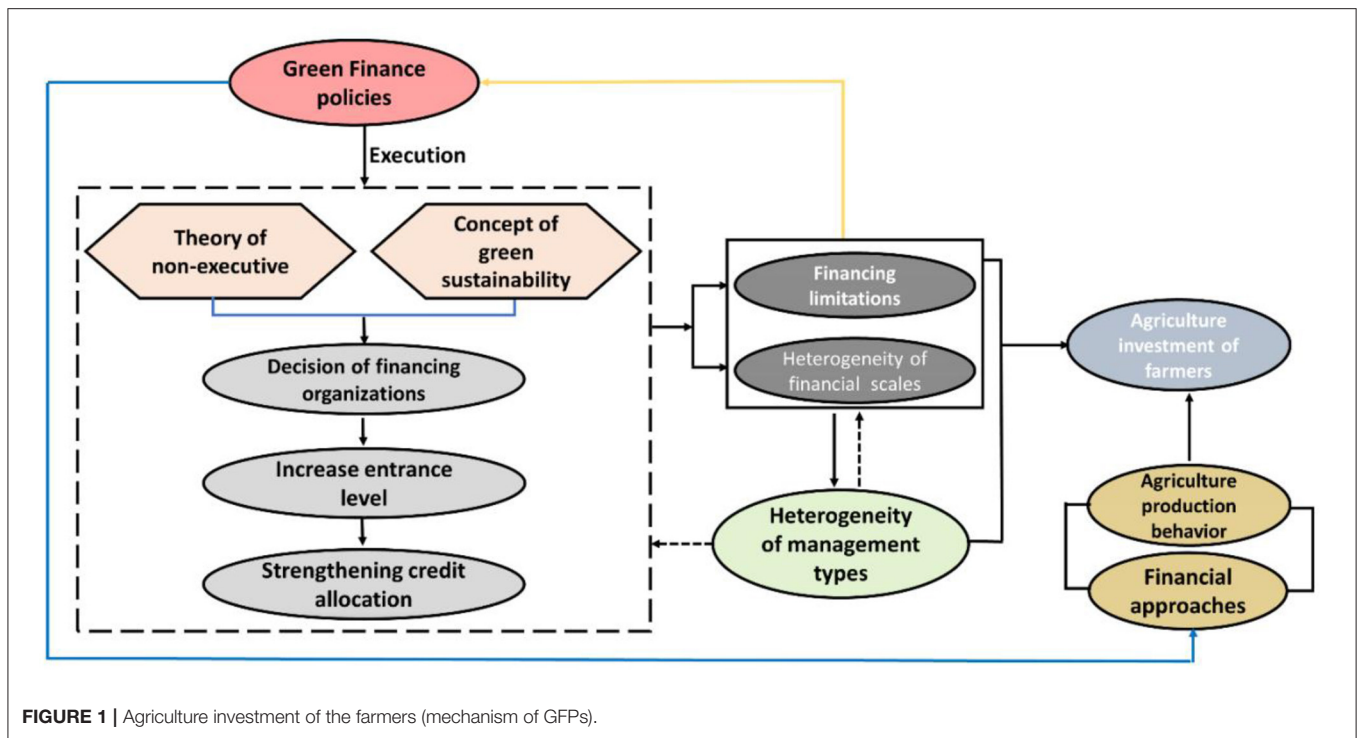 Green Finance
policies
Execution
Theory of
non-executive
Concept of
green
sustainability
Decision of financing
organizations
Increase entrance
level
Strengthening credit
allocation
Financing
limitations
Heterogeneity of
financial scales
Heterogeneity
of management
types
Agriculture
investment of
farmers
Agriculture
production
behavior
Financial
approaches
FIGURE 1 | Agriculture investment of the farmers (mechanism of GFPs).